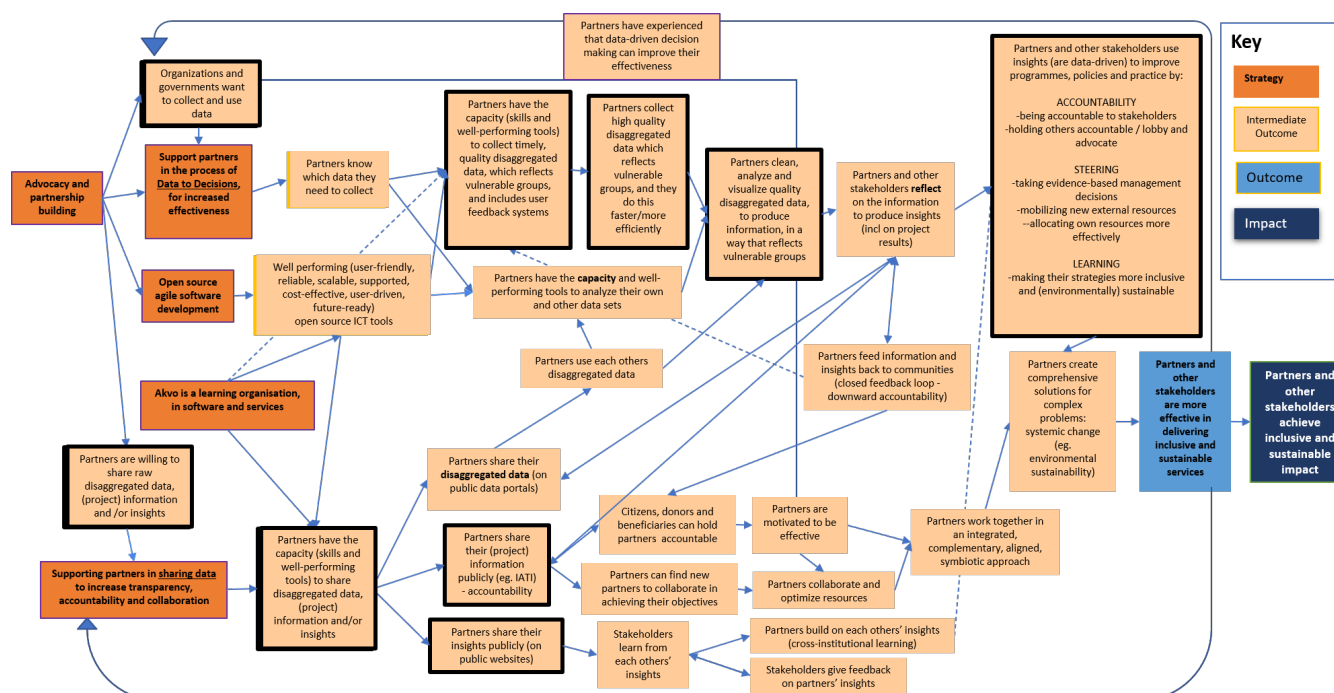 Partners have experienced
that data-driven decision
making can improve their
effectiveness
Key
Strategy
Intermediate
Outcome
Outcome
Impact
Organizations and
governments want
to collect and use
data
Support partners
in the process of
Data to Decisions,
for increased
effectiveness
Advocacy and
partnership
building
Open source
agile software
development
Partners know
which data they
need to collect
Well performing (user-friendly,
reliable, scalable, supported,
cost-effective, user-driven,
future-ready)
open source ICT tools
Akvo is a learning organisation,
in software and services
Partners are willing to
share raw
disaggregated data,
(project) information
and /or insights
Supporting partners in sharing data
to increase transparency,
accountability and collaboration
Partners have the
capacity (skills and
well-performing tools) to share
disaggregated data,
(project)
information and/or
insights
Partners have the
capacity (skills and
well-performing tools)
to collect timely,
quality disaggregated
data, which reflects
vulnerable groups,
and includes user
feedback systems
Partners collect
high quality
disaggregated
data which
reflects
vulnerable
groups, and they
do this
faster/more
efficiently
Partners have the capacity and well-
performing tools to analyze their own
and other data sets
Partners use each others
disaggregated data
Partners share their
disaggregated data (on
public data portals)
Partners share
their (project)
information
publicly (eg. IATI)
- accountability
Partners share their
insights publicly (on
public websites)
Partners clean,
analyze and
visualize quality
disaggregated data,
to produce
information, in a
way that reflects
vulnerable groups
Partners and other
stakeholders reflect
on the information
to produce insights
(incl on project
results)
Partners feed information and
insights back to communities
(closed feedback loop -
downward accountability)
Citizens, donors and
beneficiaries can hold
partners accountable
Partners are
motivated to be
effective
Partners can find new
partners to collaborate in
achieving their objectives
Partners collaborate and
optimize resources
Stakeholders
learn from
each others'
insights
Partners build on each others' insights
(cross-institutional learning)
Stakeholders give feedback
on partners' insights
Partners work together in
an integrated,
complementary, aligned,
symbiotic approach
Partners and other stakeholders use
insights (are data-driven) to improve
programmes, policies and practice by:
ACCOUNTABILITY
-being accountable to stakeholders
-holding others accountable / lobby and
advocate
STEERING
-taking evidence-based management
decisions
-mobilizing new external resources
--allocating own resources more
effectively
LEARNING
-making their strategies more inclusive
and (environmentally) sustainable
Partners create
comprehensive
solutions for
complex
problems:
systemic change
(eg.
environmental
sustainability)
Partners and
other
stakeholders
are more
effective in
delivering
inclusive and
sustainable
services
Partners and
other
stakeholders
achieve
inclusive and
sustainable
impact